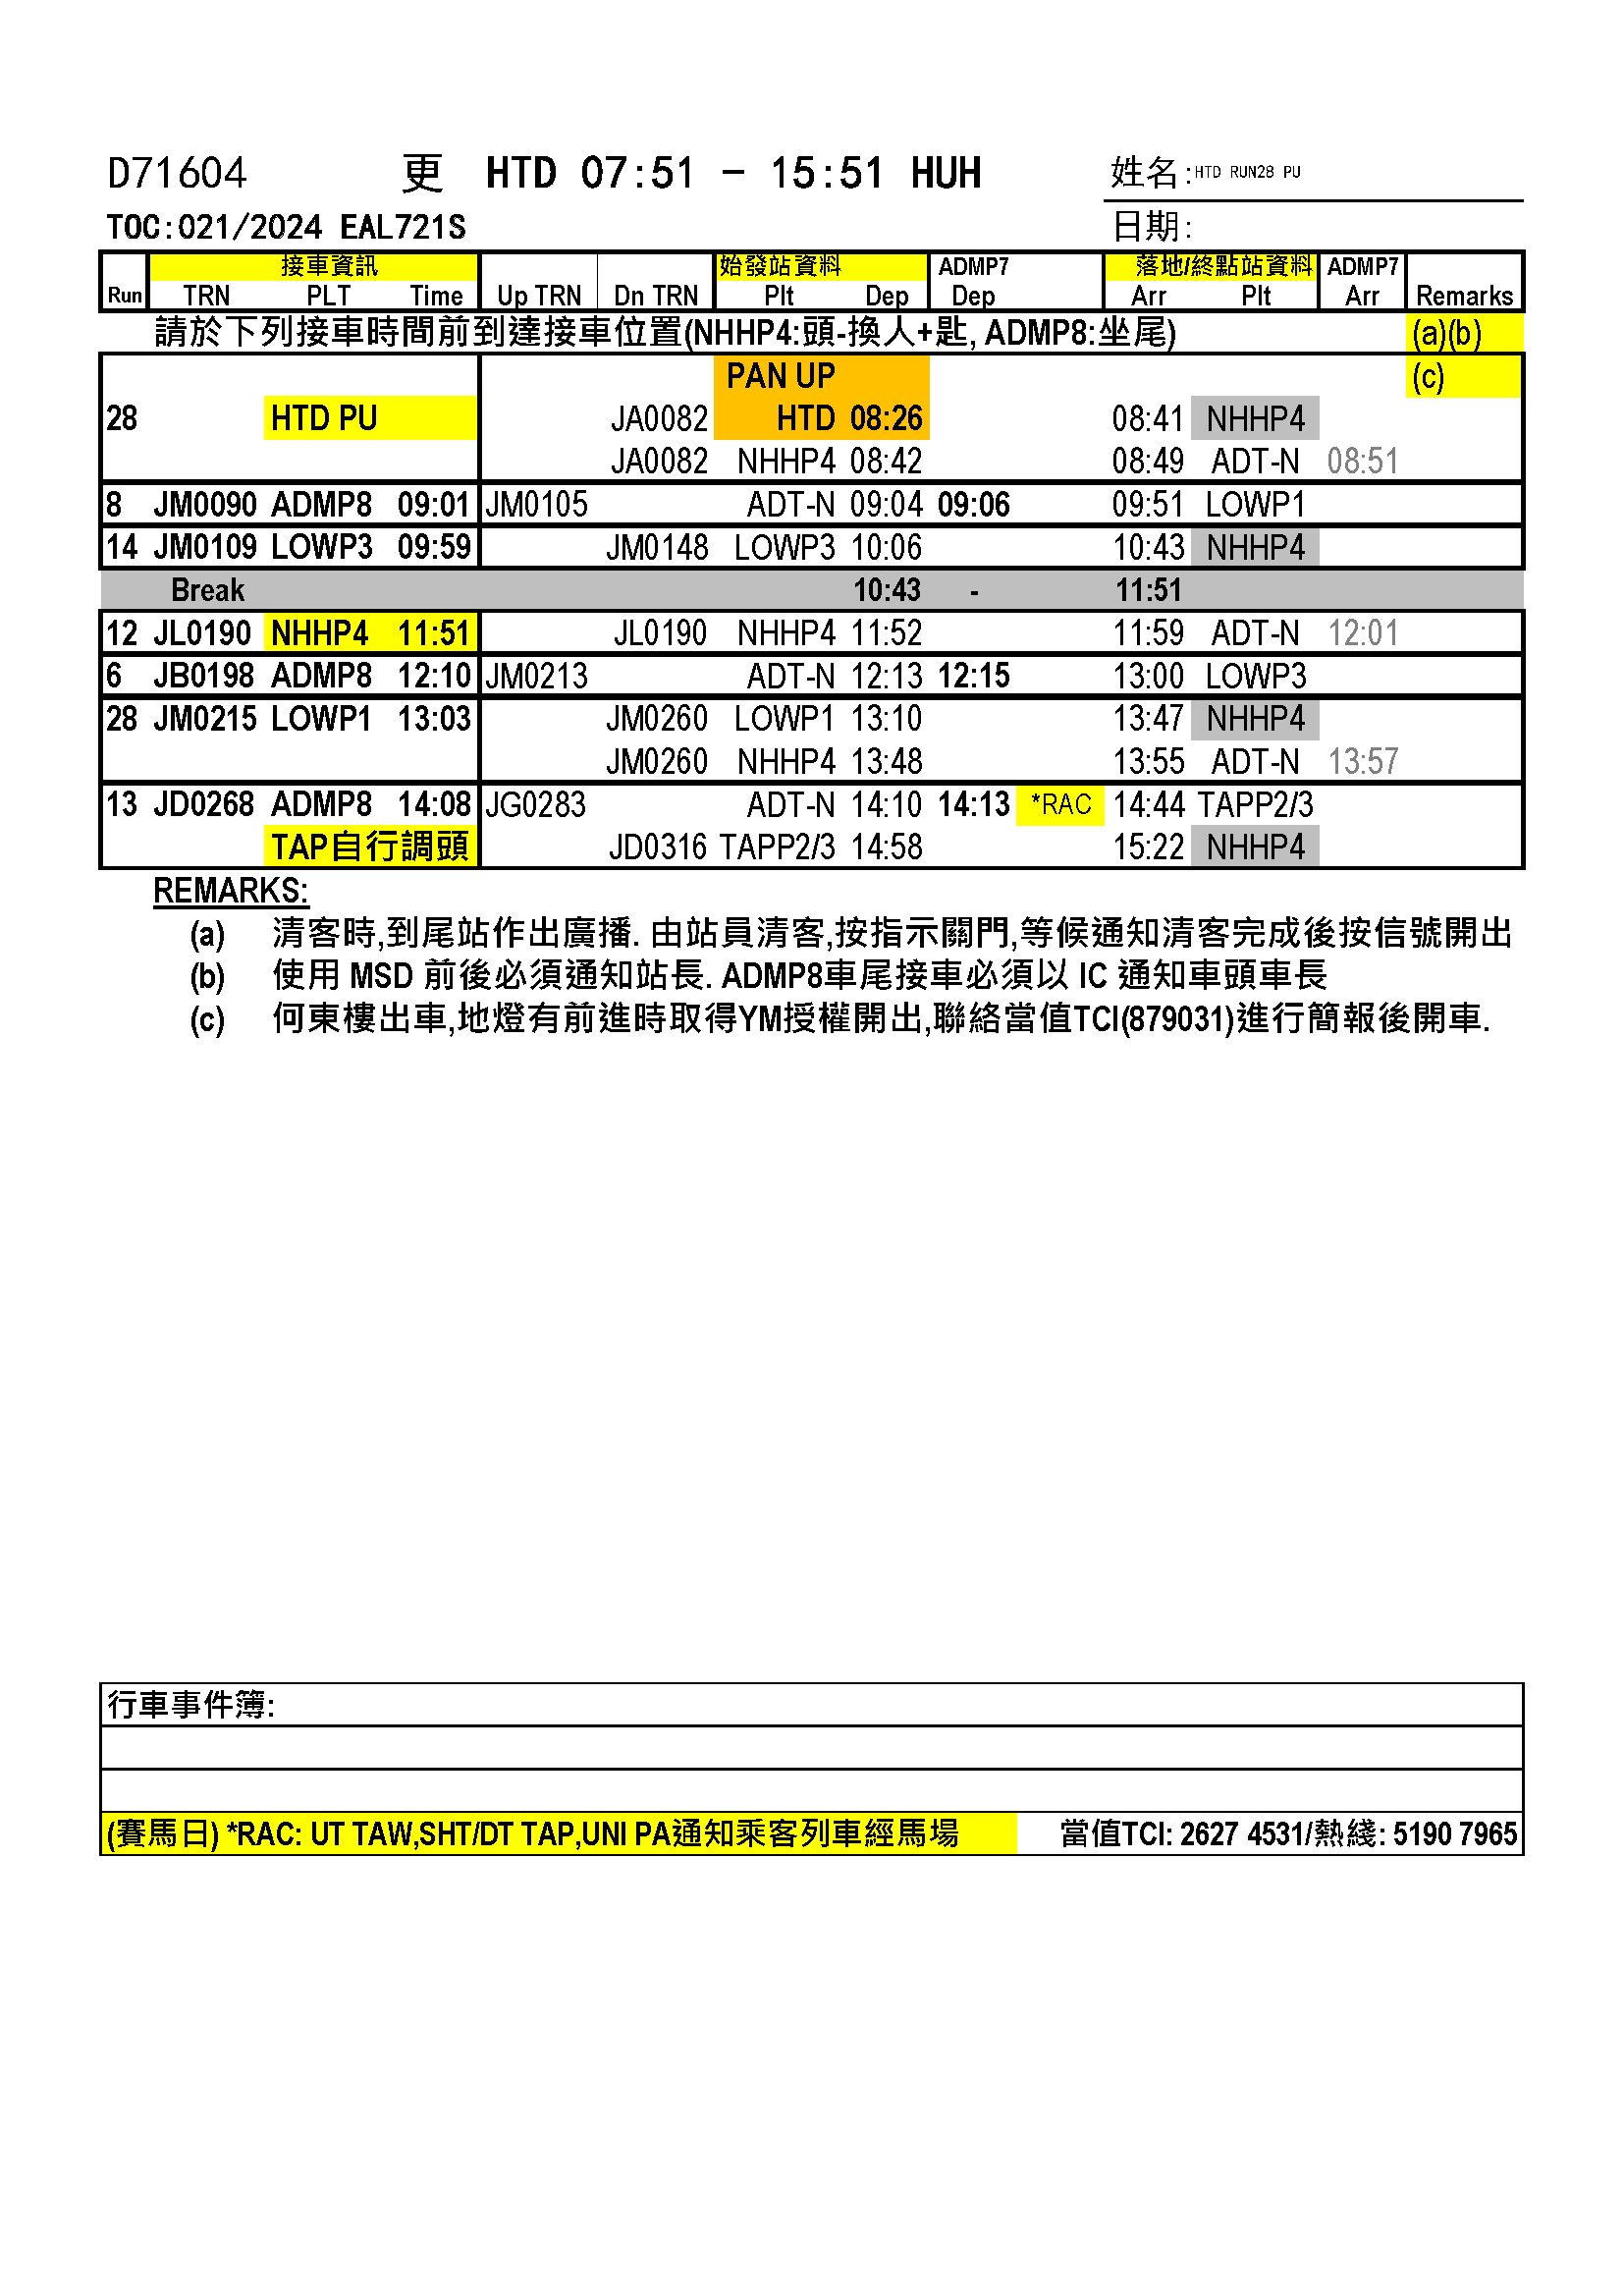 D71604 更 HTD 07:51 - 15:51 HUH 姓名:HTD RUN28 PU
TOC:021/2024 EAL721S 日期:
接車資訊 始發站資料 ADMP7 落地/終點站資料 ADMP7
Run TRN PLT Time Up TRN Dn TRN Plt Dep Dep Arr Plt Arr Remarks
請於下列接車時間前到達接車位置(NHHP4:頭-換人+匙, ADMP8:坐尾) (a)(b)
PAN UP (c)
28 HTD PU JA0082 HTD 08:26 08:41 NHHP4
JA0082 NHHP4 08:42 08:49 ADT-N 08:51
8 JM0090 ADMP8 09:01 JM0105 ADT-N 09:04 09:06 09:51 LOWP1
14 JM0109 LOWP3 09:59 JM0148 LOWP3 10:06 10:43 NHHP4
Break 10:43 - 11:51
12 JL0190 NHHP4 11:51 JL0190 NHHP4 11:52 11:59 ADT-N 12:01
6 JB0198 ADMP8 12:10 JM0213 ADT-N 12:13 12:15 13:00 LOWP3
28 JM0215 LOWP1 13:03 JM0260 LOWP1 13:10 13:47 NHHP4
JM0260 NHHP4 13:48 13:55 ADT-N 13:57
13 JD0268 ADMP8 14:08 JG0283 ADT-N 14:10 14:13 *RAC 14:44 TAPP2/3
TAP自行調頭 JD0316 TAPP2/3 14:58 15:22 NHHP4
REMARKS:
(a) 清客時,到尾站作出廣播. 由站員清客,按指示關門,等候通知清客完成後按信號開出
(b) 使用 MSD 前後必須通知站長. ADMP8車尾接車必須以 IC 通知車頭車長
(c) 何東樓出車,地燈有前進時取得YM授權開出,聯絡當值TCI(879031)進行簡報後開車.
行車事件簿:
(賽馬日) *RAC: UT TAW,SHT/DT TAP,UNI PA通知乘客列車經馬場 當值TCI: 2627 4531/熱綫: 5190 7965